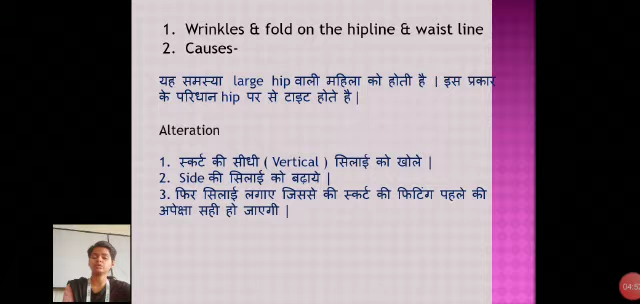 1. Wrinkles & fold on the hipline & waist line
2. Causes-
यह समस्या large hip वाली महिला को होती है | इस प्रकार
के परिधान hip पर से टाइट होते है |
Alteration
1. स्कर्ट की सीधी ( Vertical ) सिलाई को खोले |
2. Side की सिलाई को बढ़ाये |
3. फिर सिलाई लगाए जिससे की स्कर्ट की फिटिंग पहले की
अपेक्षा सही हो जाएगी |